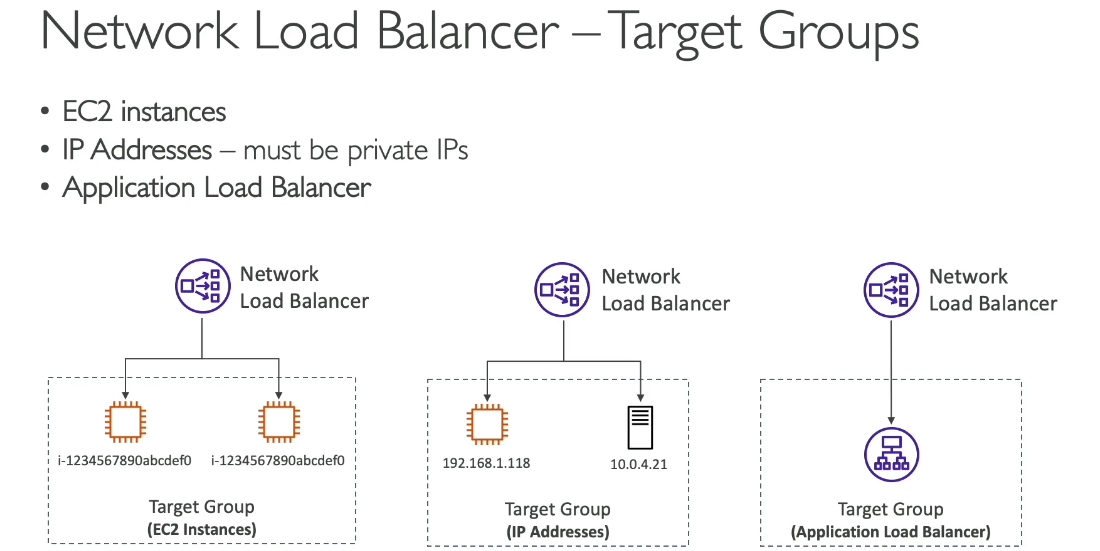 Network Load Balancer – Target Groups
• EC2 instances
• IP Addresses – must be private IPs
• Application Load Balancer
Network
Load Balancer
i-1234567890abcdef0
i-1234567890abcdef0
Target Group
(EC2 Instances)
Network
Load Balancer
192.168.1.118
10.0.4.21
Target Group
(IP Addresses)
Network
Load Balancer
Target Group
(Application Load Balancer)